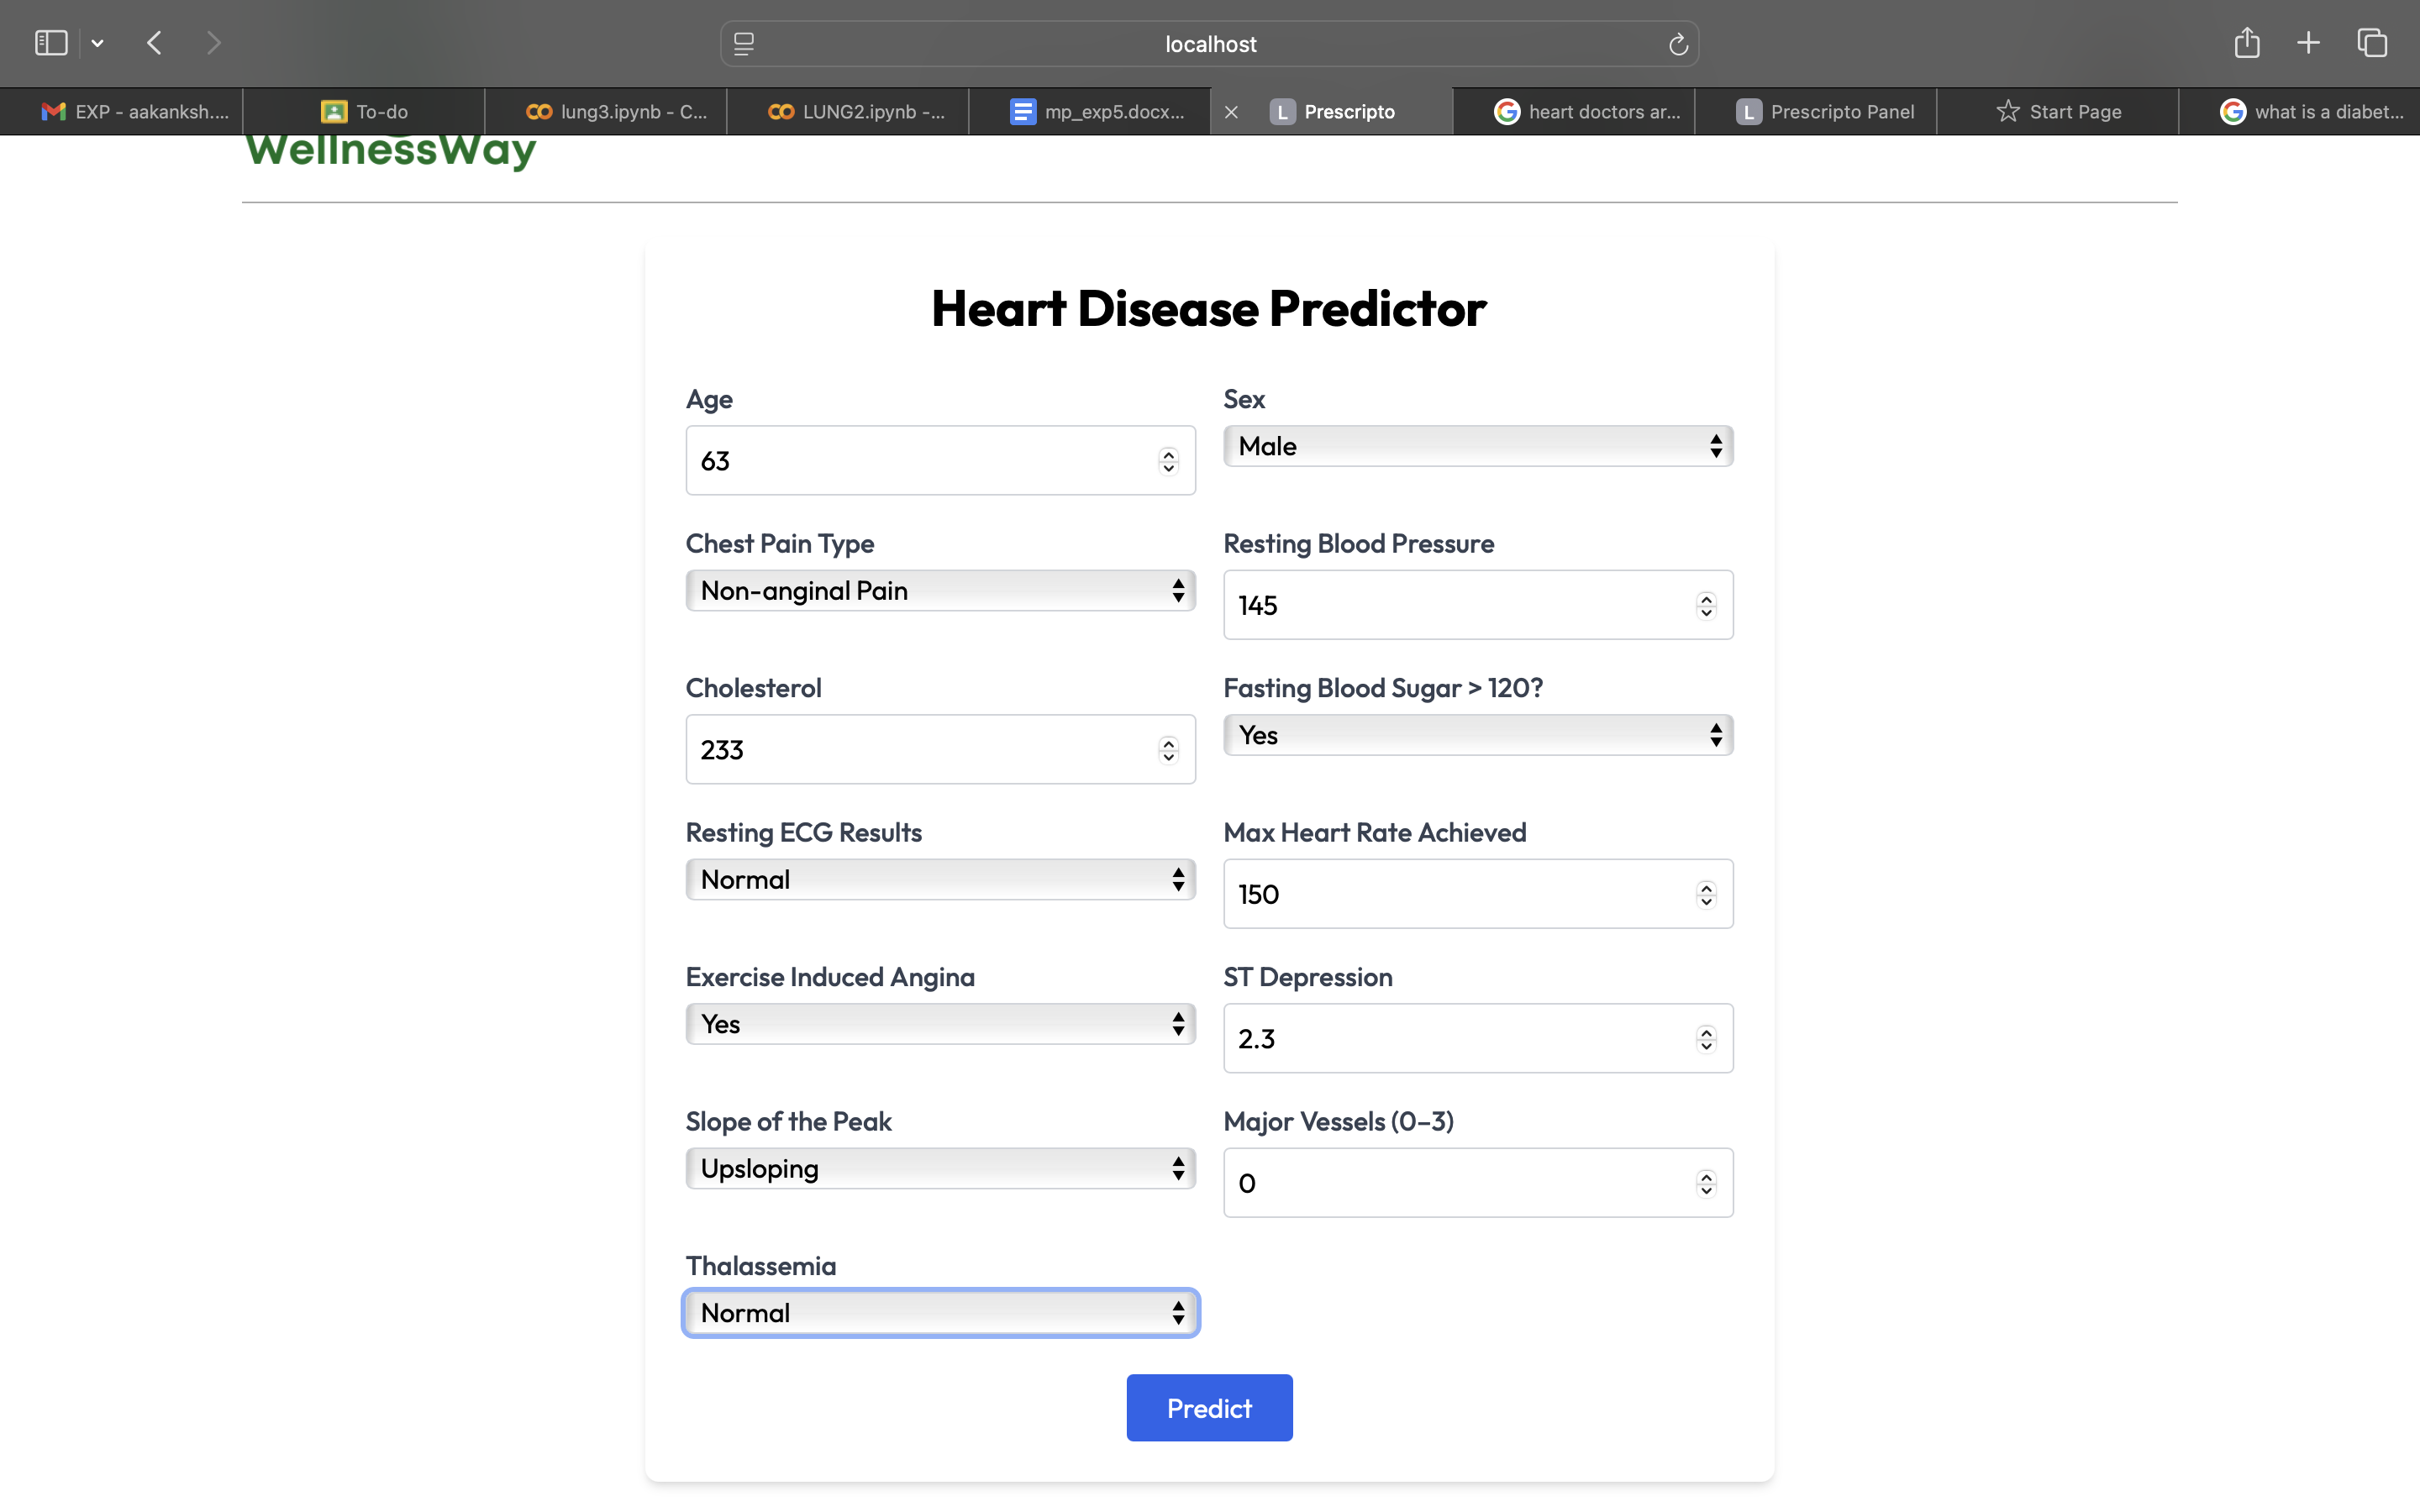 localhost
EXP - aakanksh....
To-do
lung3.ipynb - C...
LUNG2.ipynb -...
mp_exp5.docx...
L Prescripto
heart doctors ar...
L Prescripto Panel
Start Page
what is a diabet...
WellnessWay
Heart Disease Predictor
Age
Sex
63
Male
Chest Pain Type
Resting Blood Pressure
Non-anginal Pain
145
Cholesterol
Fasting Blood Sugar > 120?
233
Yes
Resting ECG Results
Max Heart Rate Achieved
Normal
150
Exercise Induced Angina
ST Depression
Yes
2.3
Slope of the Peak
Major Vessels (0–3)
Upsloping
0
Thalassemia
Normal
Predict